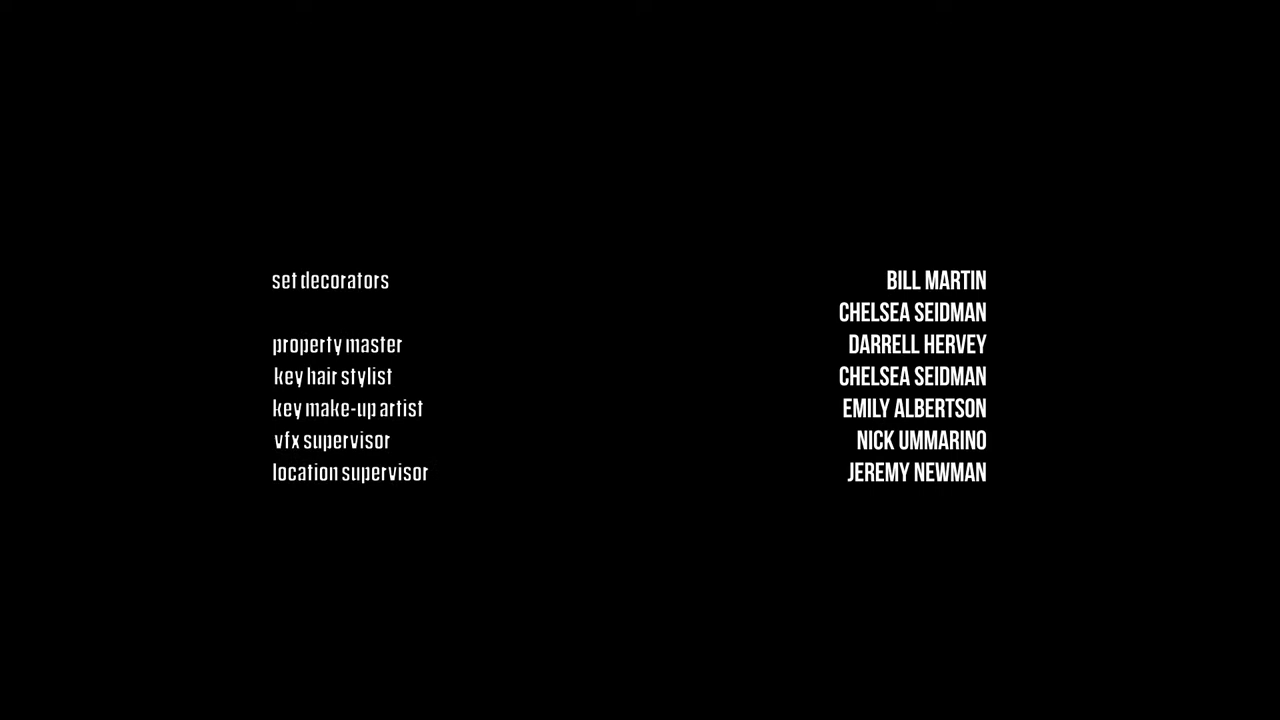 set decorators BILL MARTIN
CHELSEA SEIDMAN
property master DARRELL HERVEY
key hair stylist CHELSEA SEIDMAN
key make-up artist EMILY ALBERTSON
vfx supervisor NICK UMMARINO
location supervisor JEREMY NEWMAN